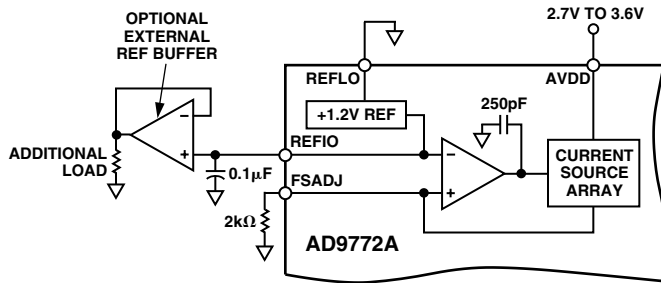 OPTIONAL
EXTERNAL
REF BUFFER
2.7V TO 3.6V
REFLO
AVDD
+1.2V REF
250pF
REFIO
ADDITIONAL
LOAD
0.1µF
FSADJ
CURRENT
SOURCE
ARRAY
2kΩ
AD9772A
−
+
−
+